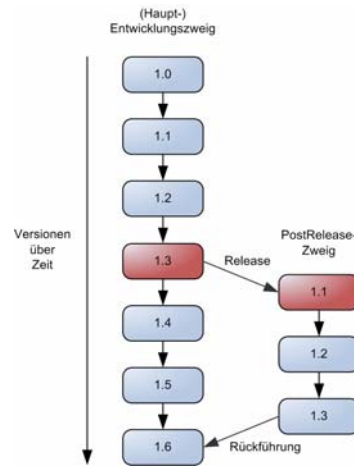 (Haupt-)
Entwicklungszweig
1.0
1.1
1.2
Versionen
über
Zeit
1.3
Release
PostRelease-
Zweig
1.1
1.4
1.2
1.5
1.3
1.6
Rückführung